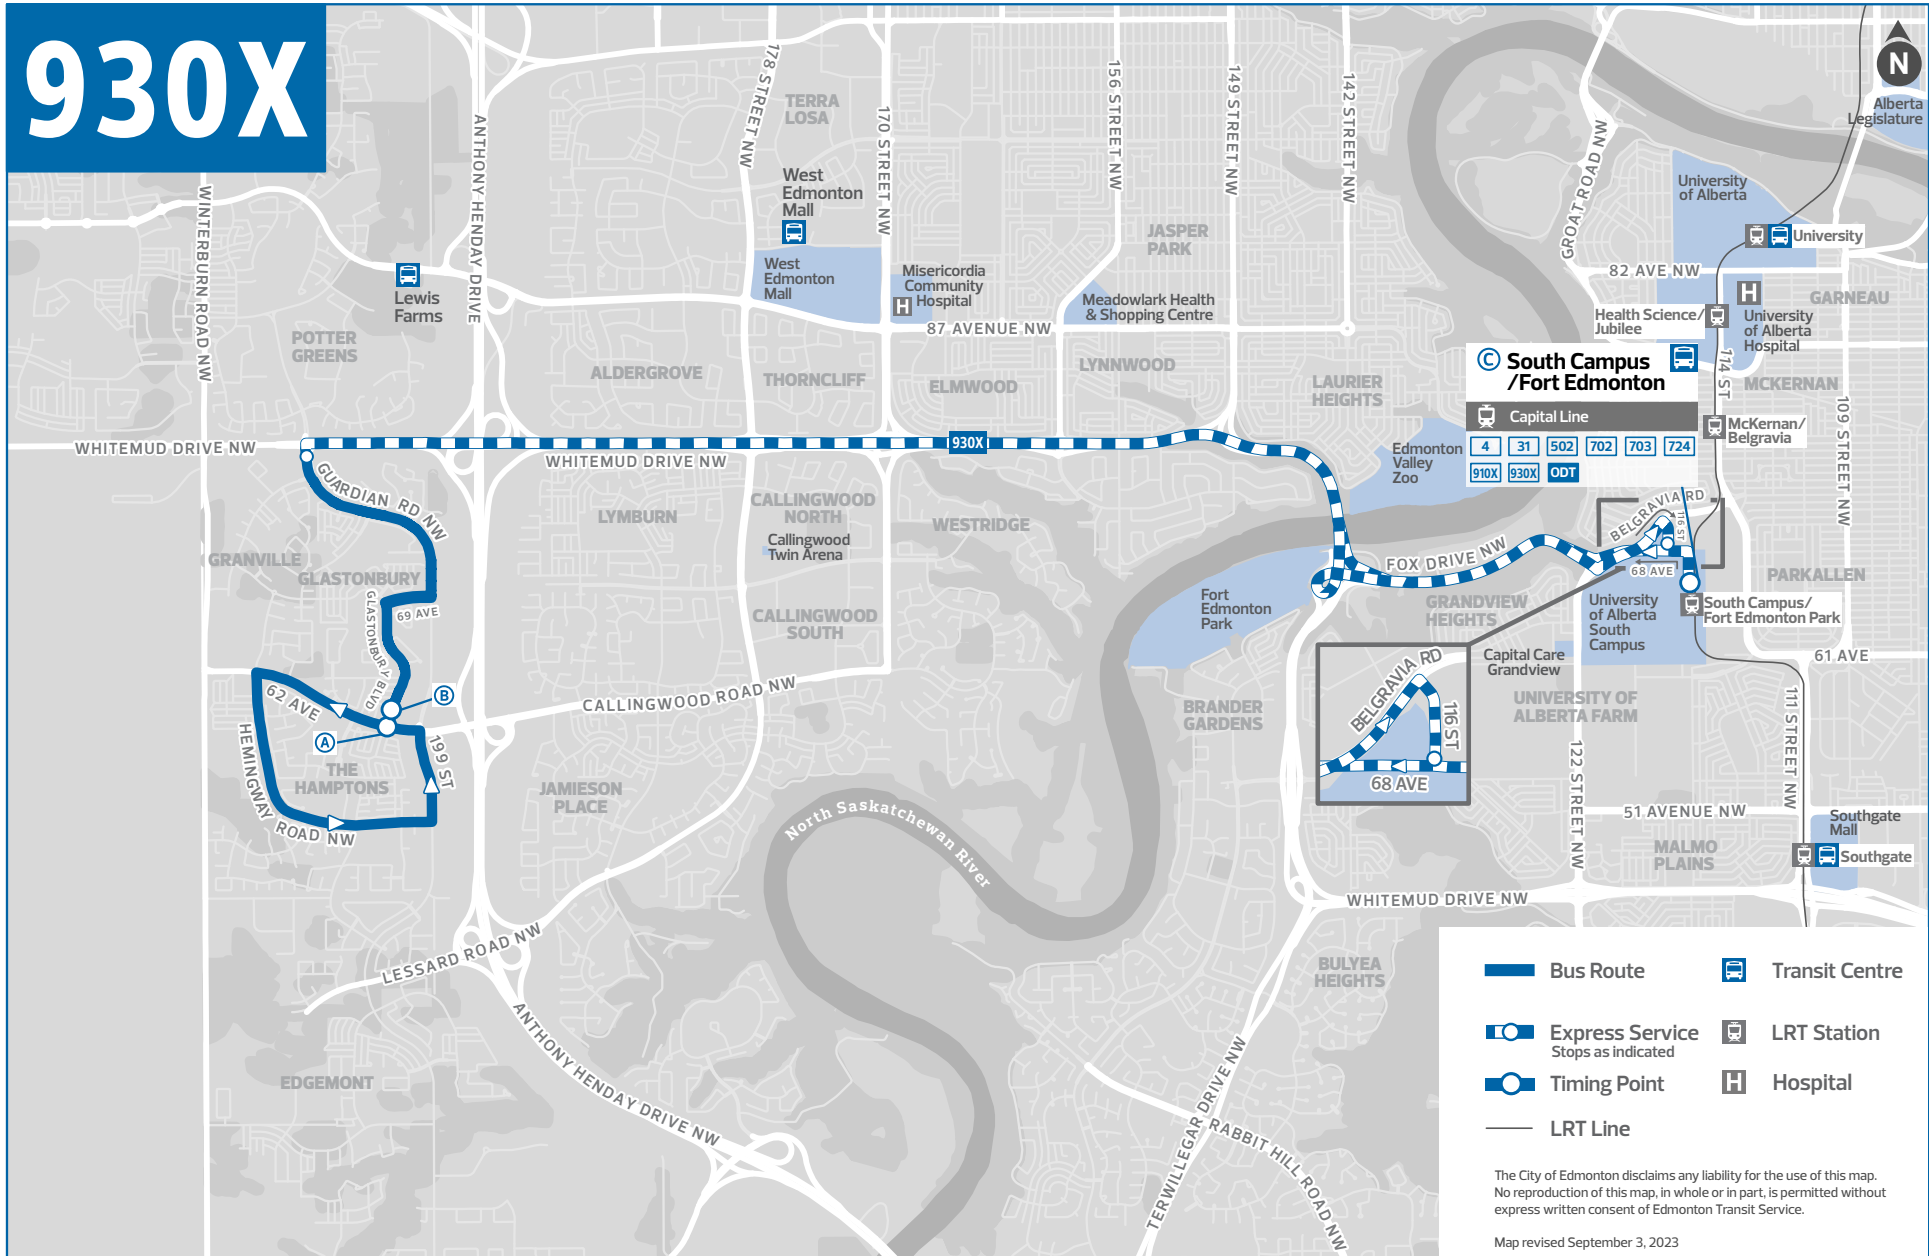 930X
N
Alberta
Legislature
178 STREET NW
TERRA
LOSA
170 STREET NW
156 STREET NW
149 STREET NW
142 STREET NW
GROAT ROAD NW
ANTHONY HENDAY DRIVE
WINTERBURN ROAD NW
West
Edmonton
Mall
University
of Alberta
University
JASPER
PARK
West
Edmonton
Mall
Misericordia
Community
Hospital
H
82 AVE NW
Lewis
Farms
Meadowlark Health
& Shopping Centre
H
GARNEAU
Health Science/
Jubilee
University
of Alberta
Hospital
87 AVENUE NW
POTTER
GREENS
ALDERGROVE
THORNCLIFF
ELMWOOD
LYNNWOOD
LAURIER
HEIGHTS
C South Campus
/Fort Edmonton
Capital Line
4 31 502 702 703 724
910X 930X ODT
114 ST
MCKERNAN
109 STREET NW
McKernan/
Belgravia
WHITEMUD DRIVE NW
930X
WHITEMUD DRIVE NW
Edmonton
Valley
Zoo
GUARDIAN RD NW
CALLINGWOOD
NORTH
LYMBURN
WESTRIDGE
Callingwood
Twin Arena
BELGRAVIA RD
116 ST
GRANVILLE
GLASTONBURY
FOX DRIVE NW
68 AVE
PARKALLEN
GLASTONBURY BLVD
69 AVE
CALLINGWOOD
SOUTH
Fort
Edmonton
Park
GRANDVIEW
HEIGHTS
University
of Alberta
South
Campus
South Campus/
Fort Edmonton Park
Capital Care
Grandview
61 AVE
62 AVE
B
A
CALLINGWOOD ROAD NW
BRANDER
GARDENS
BELGRAVIA RD
116 ST
68 AVE
UNIVERSITY OF
ALBERTA FARM
111 STREET NW
122 STREET NW
HEMINGWAY ROAD NW
199 ST
THE
HAMPTONS
JAMIESON
PLACE
North Saskatchewan River
51 AVENUE NW
Southgate
Mall
MALMO
PLAINS
Southgate
WHITEMUD DRIVE NW
LESSARD ROAD NW
BULYEA
HEIGHTS
ANTHONY HENDAY DRIVE NW
EDGEMONT
TERWILLEGAR DRIVE NW
RABBIT HILL ROAD NW
Bus Route
Transit Centre
Express Service
Stops as indicated
LRT Station
Timing Point
H Hospital
LRT Line
The City of Edmonton disclaims any liability for the use of this map.
No reproduction of this map, in whole or in part, is permitted without
express written consent of Edmonton Transit Service.
Map revised September 3, 2023